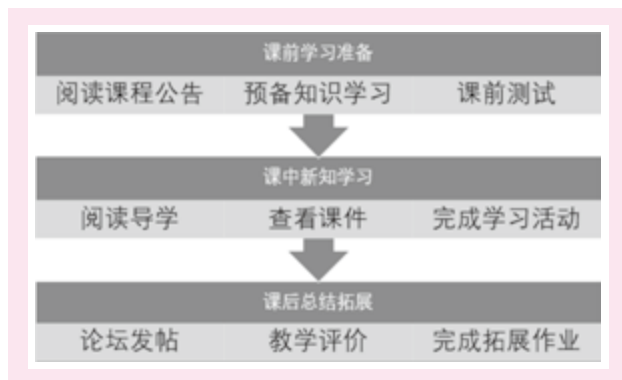 课前学习准备
阅读课程公告 预备知识学习 课前测试
课中新知学习
阅读导学 查看课件 完成学习活动
课后总结拓展
论坛发帖 教学评价 完成拓展作业